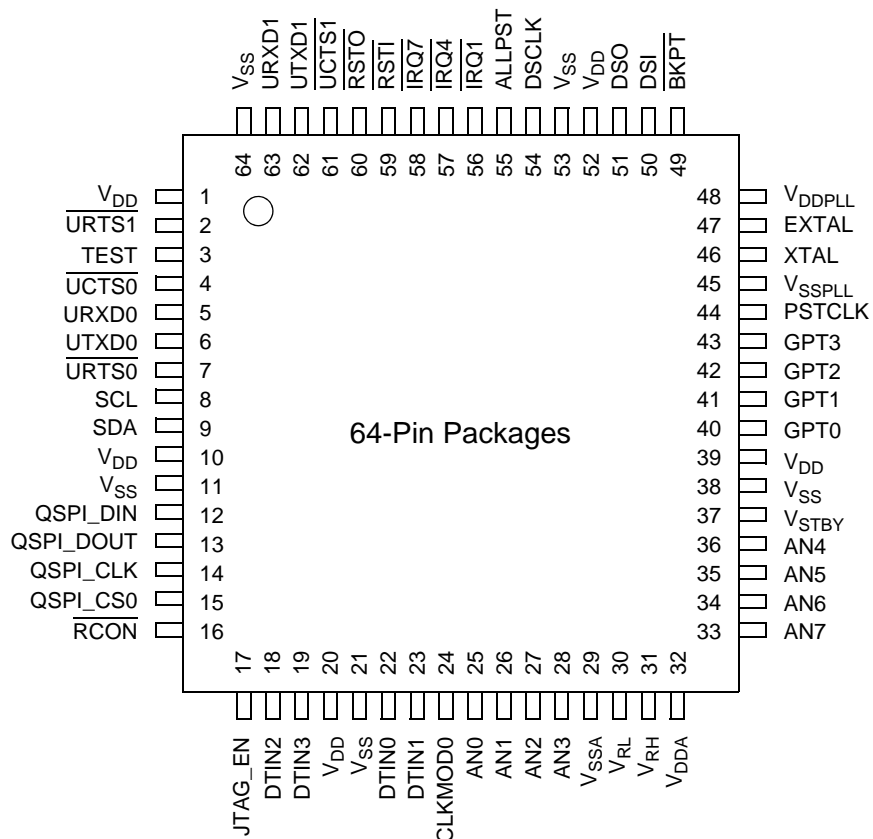 VSS URXD1 UTXD1 UCTS1 RSTO RSTI IRQ7 IRQ4 IRQ1 ALLPST DSCLK VSS VDD DSO DSI BKPT
64 63 62 61 60 59 58 57 56 55 54 53 52 51 50 49
VDD 1
URTS1 2
TEST 3
UCTS0 4
URXD0 5
UTXD0 6
URTS0 7
SCL 8
SDA 9
VDD 10
VSS 11
QSPI_DIN 12
QSPI_DOUT 13
QSPI_CLK 14
QSPI_CS0 15
RCON 16
64-Pin Packages
48 VDDPLL
47 EXTAL
46 XTAL
45 VSSPLL
44 PSTCLK
43 GPT3
42 GPT2
41 GPT1
40 GPT0
39 VDD
38 VSS
37 VSTBY
36 AN4
35 AN5
34 AN6
33 AN7
17 18 19 20 21 22 23 24 25 26 27 28 29 30 31 32
JTAG_EN DTIN2 DTIN3 VDD VSS DTIN0 DTIN1 CLKMOD0 AN0 AN1 AN2 AN3 VSSA VRL VRH VDDA